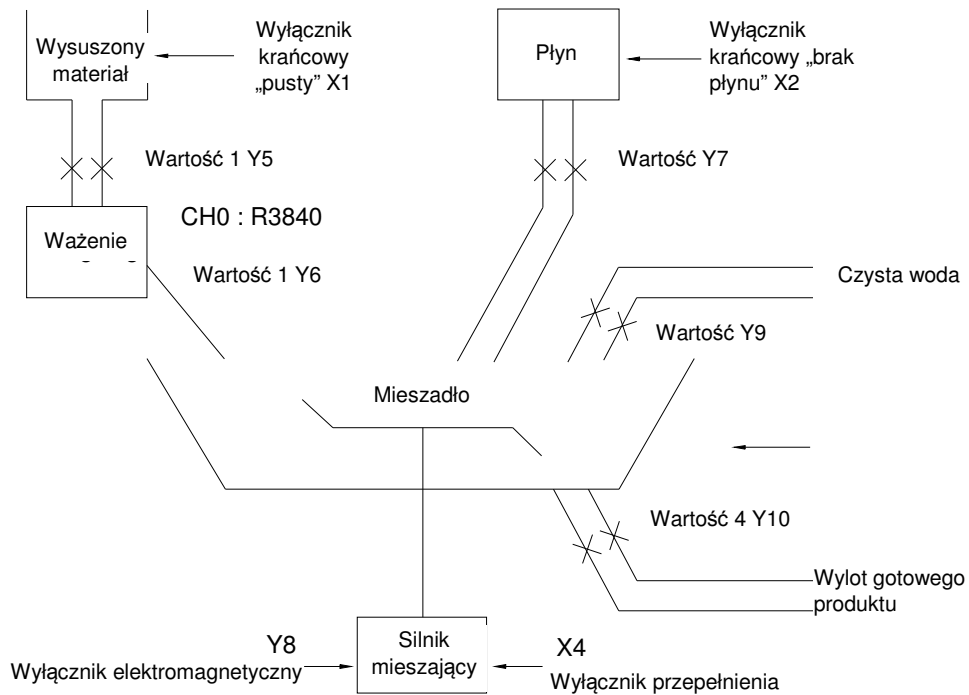 Wysuszony
materiał
Wyłącznik
krańcowy
„pusty” X1
Płyn
Wyłącznik
krańcowy „brak
płynu” X2
Wartość 1 Y5
Wartość Y7
CH0 : R3840
Ważenie
Wartość 1 Y6
Czysta woda
Wartość Y9
Mieszadło
Wartość 4 Y10
Wylot gotowego
produktu
Y8
Wyłącznik elektromagnetyczny
Silnik
mieszający
X4
Wyłącznik przepełnienia